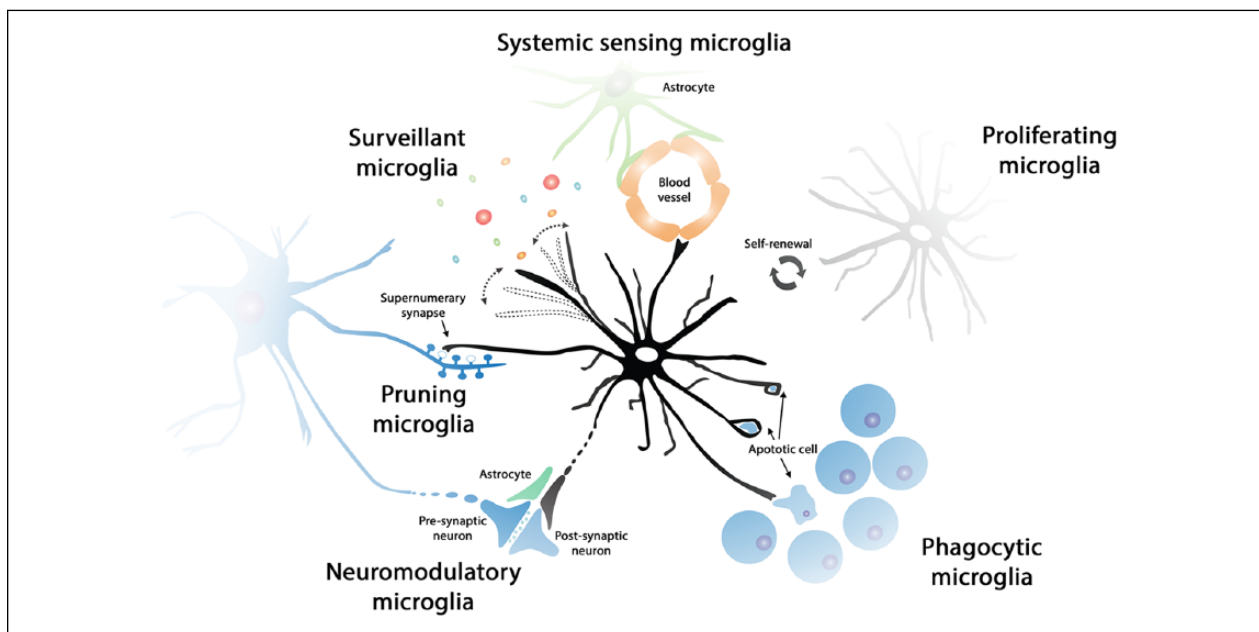 Systemic sensing microglia
Astrocyte
Surveillant
microglia
Proliferating
microglia
Blood
vessel
Self-renewal
Supernumerary
synapse
Pruning
microglia
Apoptotic cell
Astrocyte
Pre-synaptic
neuron
Post-synaptic
neuron
Neuromodulatory
microglia
Phagocytic
microglia